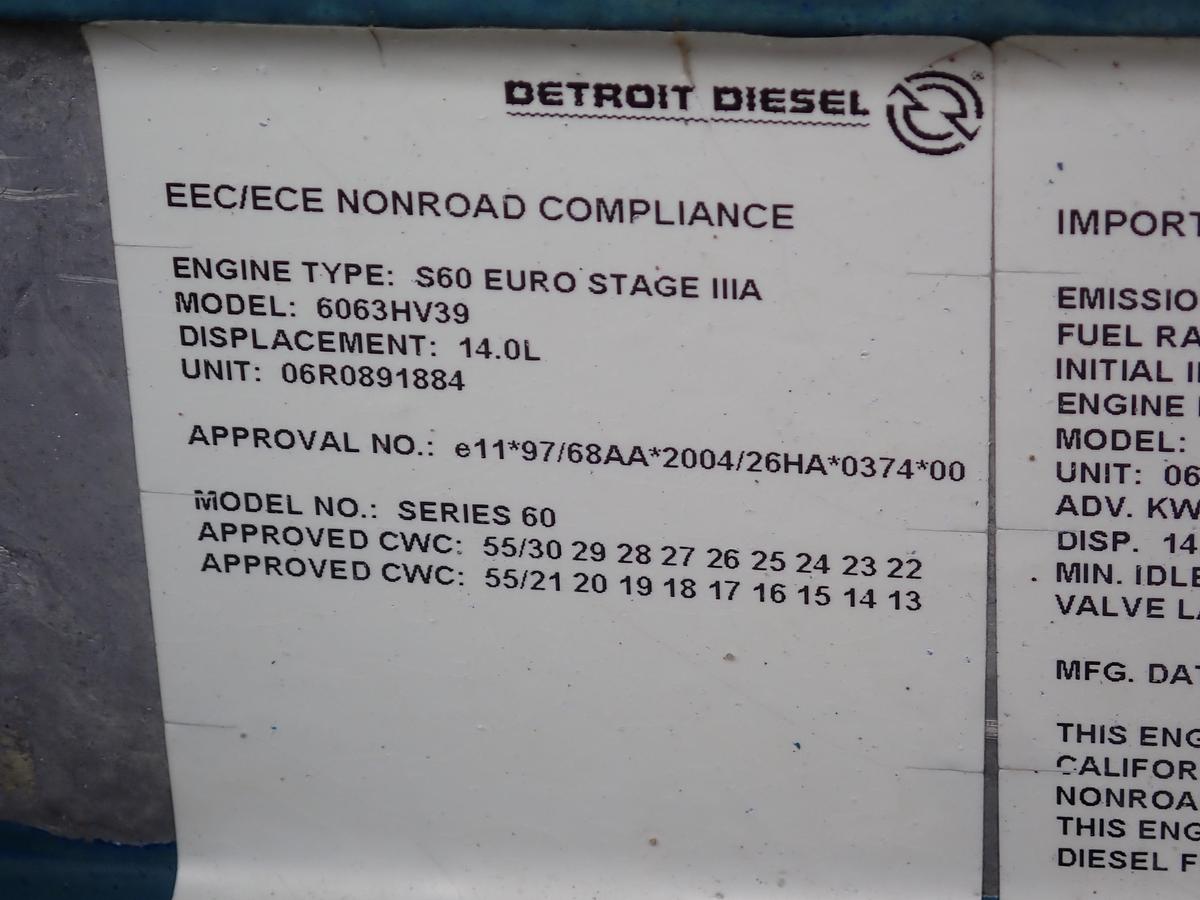 DETROIT DIESEL ®
EEC/ECE NONROAD COMPLIANCE
ENGINE TYPE: S60 EURO STAGE IIIA
MODEL: 6063HV39
DISPLACEMENT: 14.0L
UNIT: 06R0891884
APPROVAL NO.: e11*97/68AA*2004/26HA*0374*00
MODEL NO.: SERIES 60
APPROVED CWC: 55/30 29 28 27 26 25 24 23 22
APPROVED CWC: 55/21 20 19 18 17 16 15 14 13
IMPORT
EMISSIO
FUEL RA
INITIAL I
ENGINE
MODEL:
UNIT: 06
ADV. KW
DISP. 14
MIN. IDLE
VALVE LA
MFG. DAT
THIS ENG
CALIFOR
NONROA
THIS ENG
DIESEL F